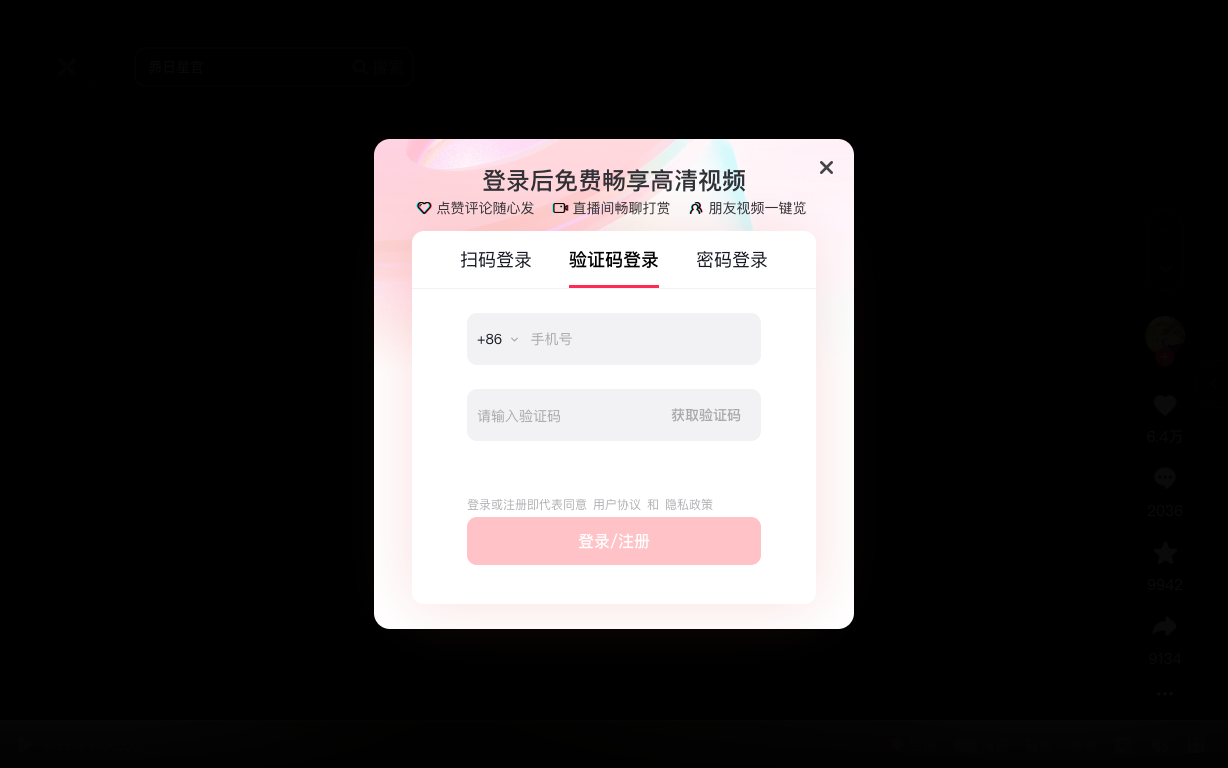 登录后免费畅享高清视频
点赞评论随心发 直播间畅聊打赏 朋友视频一键览
扫码登录 验证码登录 密码登录
+86 手机号
请输入验证码 获取验证码
登录或注册即代表同意 用户协议 和 隐私政策
登录/注册
6.4万
2036
9842
9134